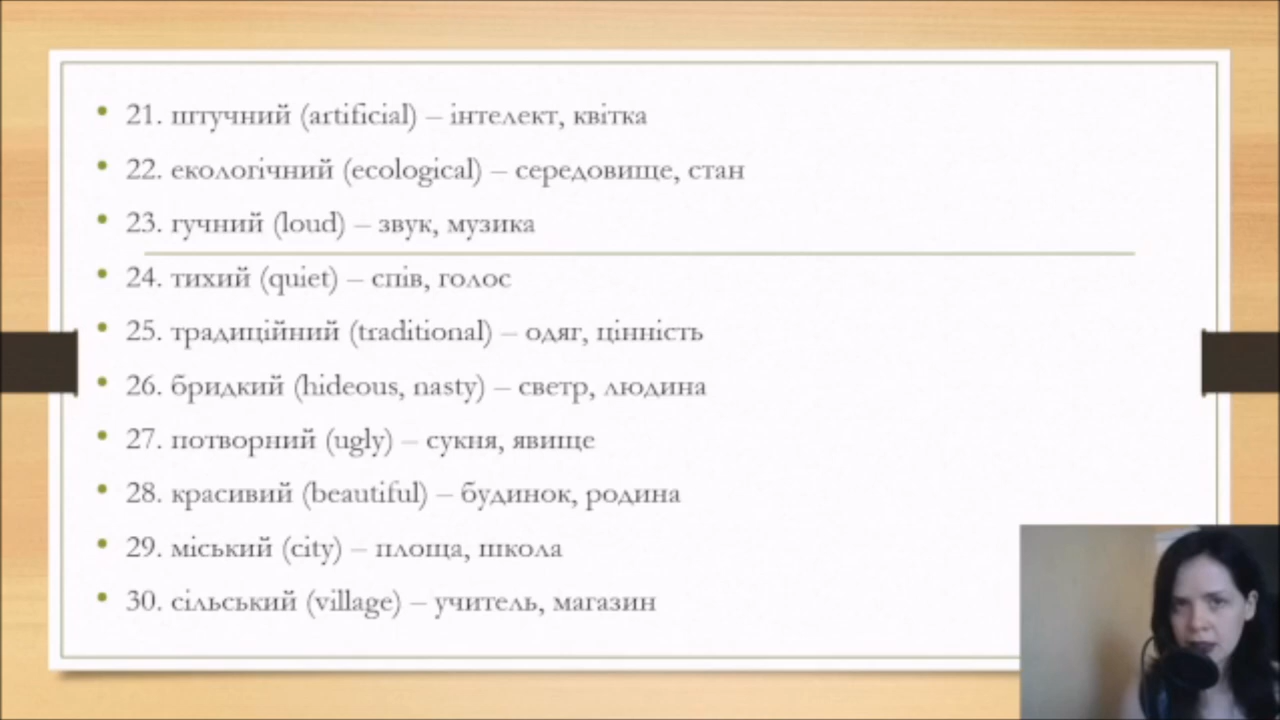 • 21. штучний (artificial) – інтелект, квітка
• 22. екологічний (ecological) – середовище, стан
• 23. гучний (loud) – звук, музика
• 24. тихий (quiet) – спів, голос
• 25. традиційний (traditional) – одяг, цінність
• 26. бридкий (hideous, nasty) – светр, людина
• 27. потворний (ugly) – сукня, явище
• 28. красивий (beautiful) – будинок, родина
• 29. міський (city) – площа, школа
• 30. сільський (village) – учитель, магазин